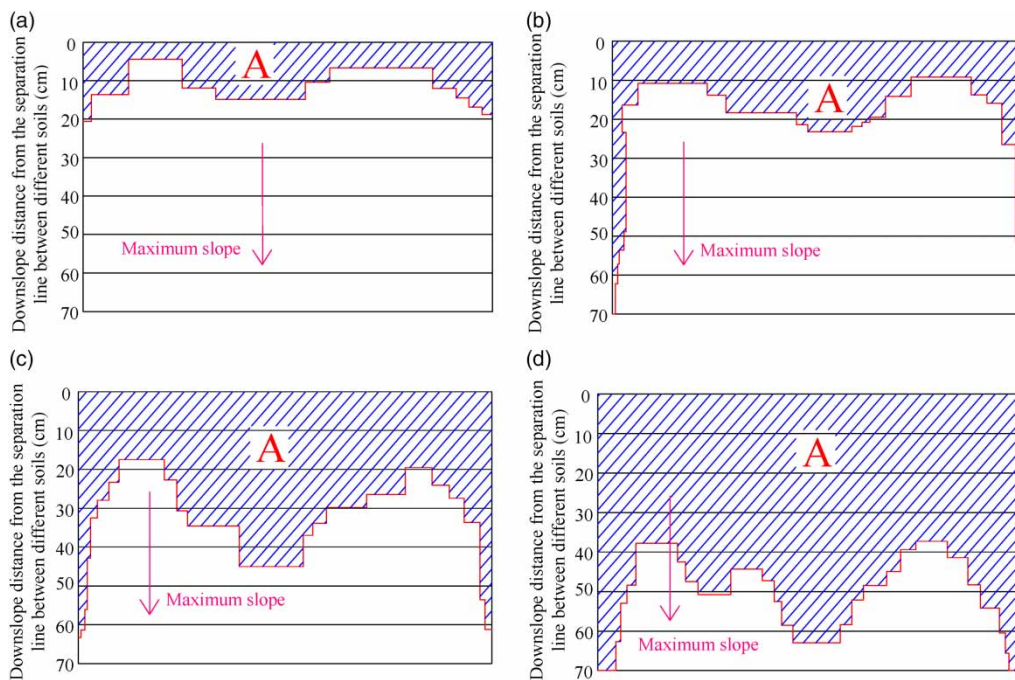 (a)
Downslope distance from the separation
line between different soils (cm)
0
10
20
30
40
50
60
70
A
Maximum slope
(b)
Downslope distance from the separation
line between different soils (cm)
0
10
20
30
40
50
60
70
A
Maximum slope
(c)
Downslope distance from the separation
line between different soils (cm)
0
10
20
30
40
50
60
70
A
Maximum slope
(d)
Downslope distance from the separation
line between different soils (cm)
0
10
20
30
40
50
60
70
A
Maximum slope